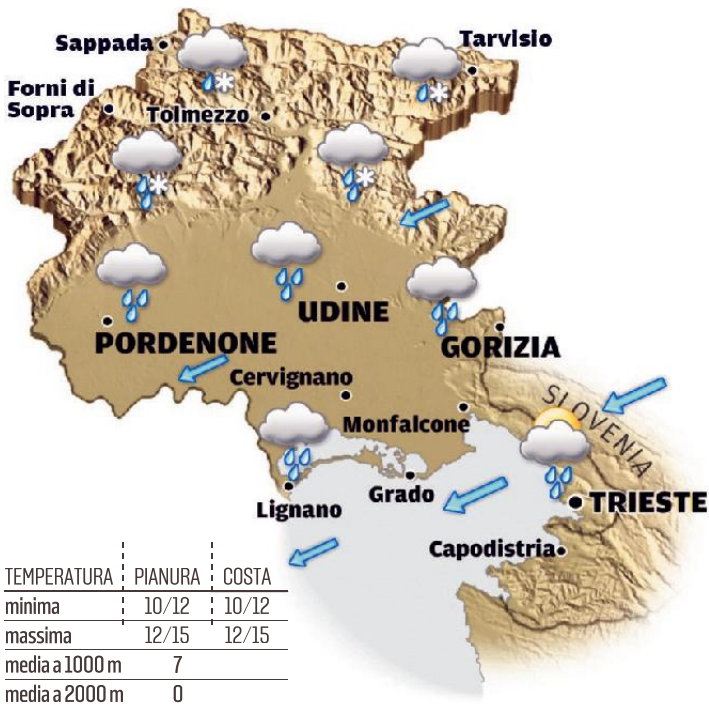 Sappada
Tarvisio
Forni di
Sopra
Tolmezzo
UDINE
PORDENONE
GORIZIA
Cervignano
SLOVENIA
Monfalcone
Lignano
Grado
TRIESTE
Capodistria
TEMPERATURA PIANURA COSTA
minima 10/12 10/12
massima 12/15 12/15
media a 1000 m 7
media a 2000 m 0